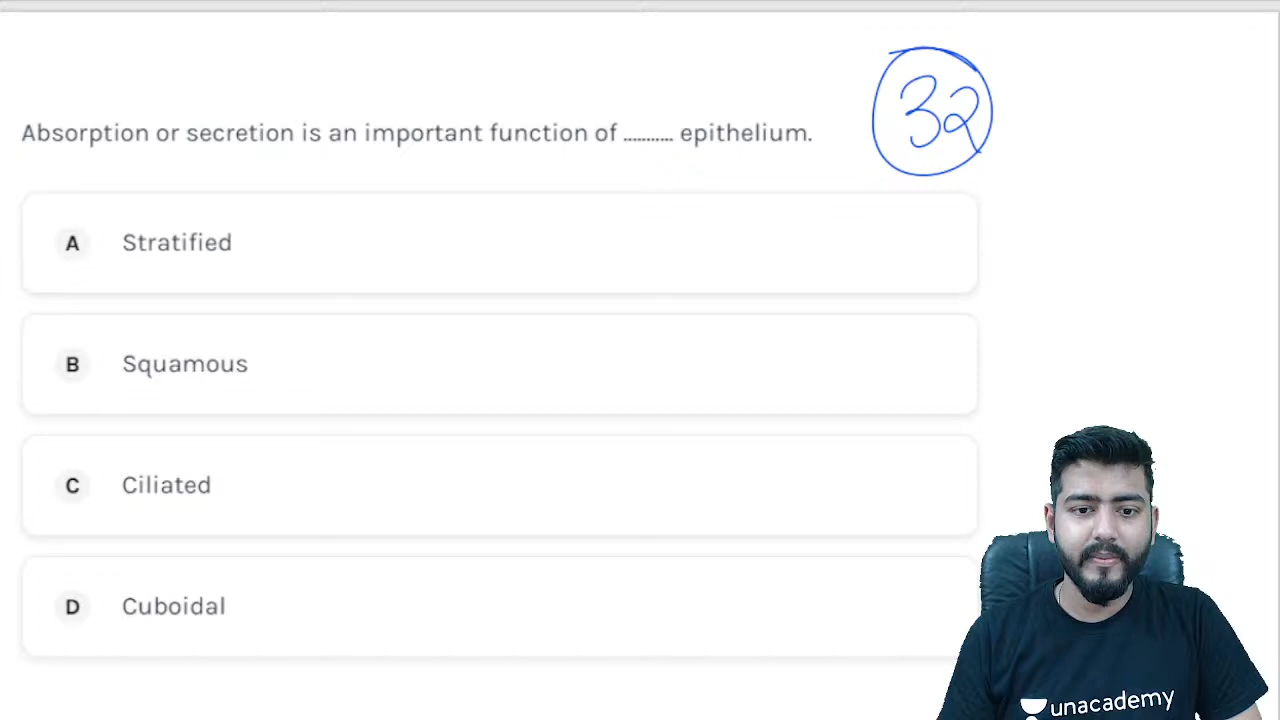 32
Absorption or secretion is an important function of ........... epithelium.
A Stratified
B Squamous
C Ciliated
D Cuboidal
unacademy